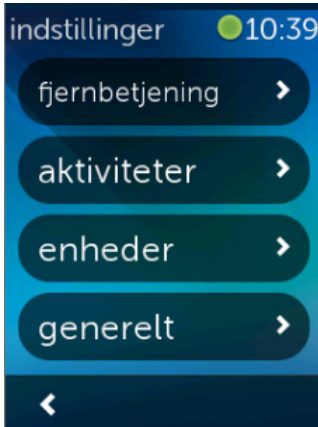 indstillinger 10:39
fjernbetjening
aktiviteter
enheder
generelt